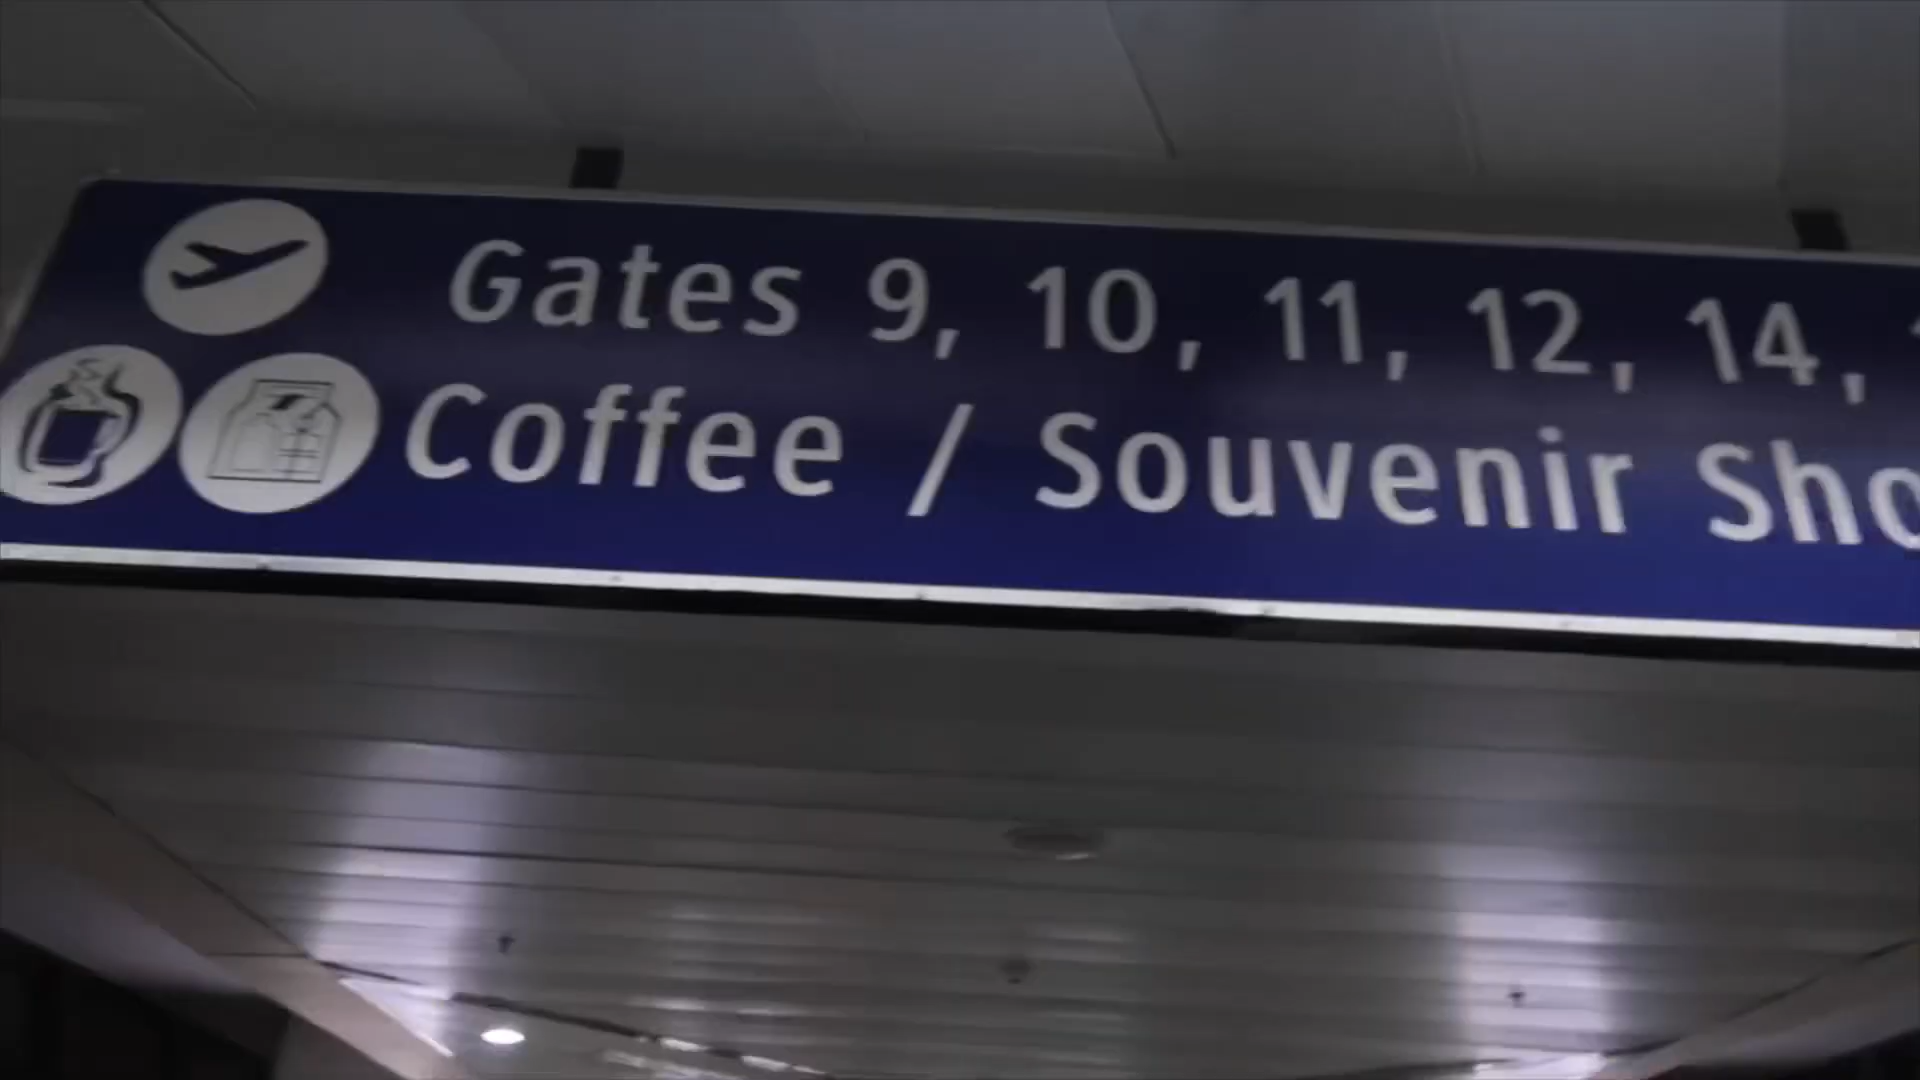 Gates 9, 10, 11, 12, 14,
Coffee / Souvenir Sho